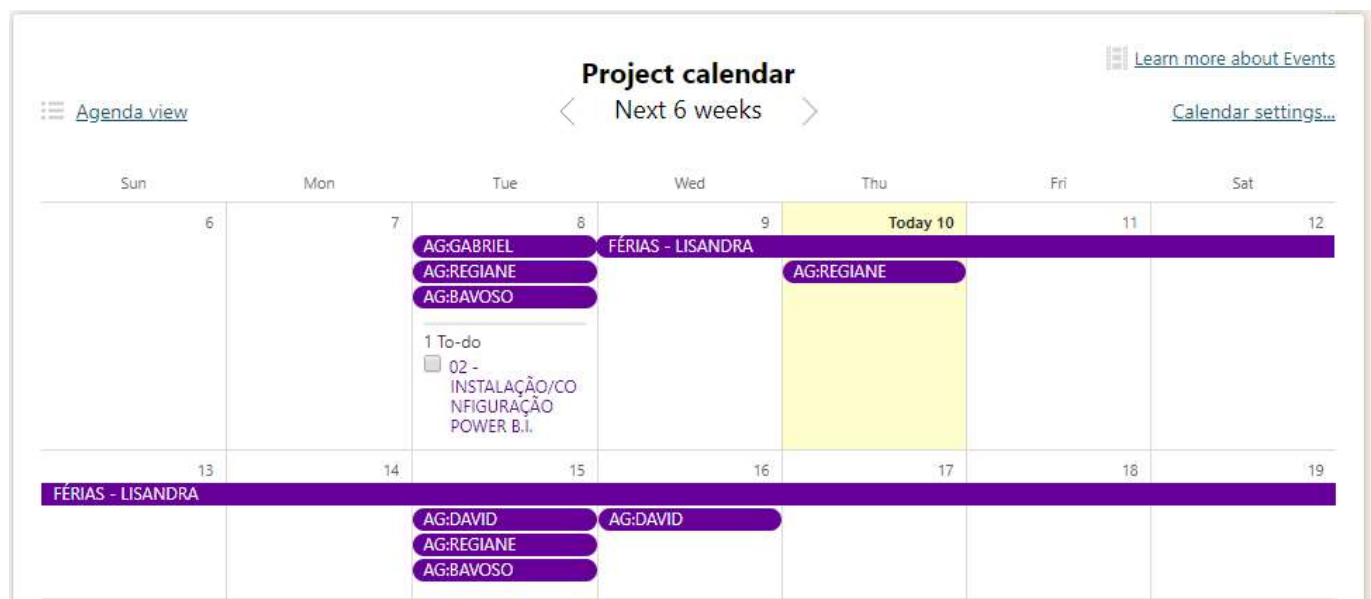 Learn more about Events
Project calendar
Agenda view
Next 6 weeks
Calendar settings...
Sun Mon Tue Wed Thu Fri Sat
6 7 8 9 Today 10 11 12
AG:GABRIEL FÉRIAS - LISANDRA
AG:REGIANE AG:REGIANE
AG:BAVOSO
1 To-do
02 -
INSTALAÇÃO/CO
NFIGURAÇÃO
POWER B.I.
13 14 15 16 17 18 19
FÉRIAS - LISANDRA
AG:DAVID AG:DAVID
AG:REGIANE
AG:BAVOSO